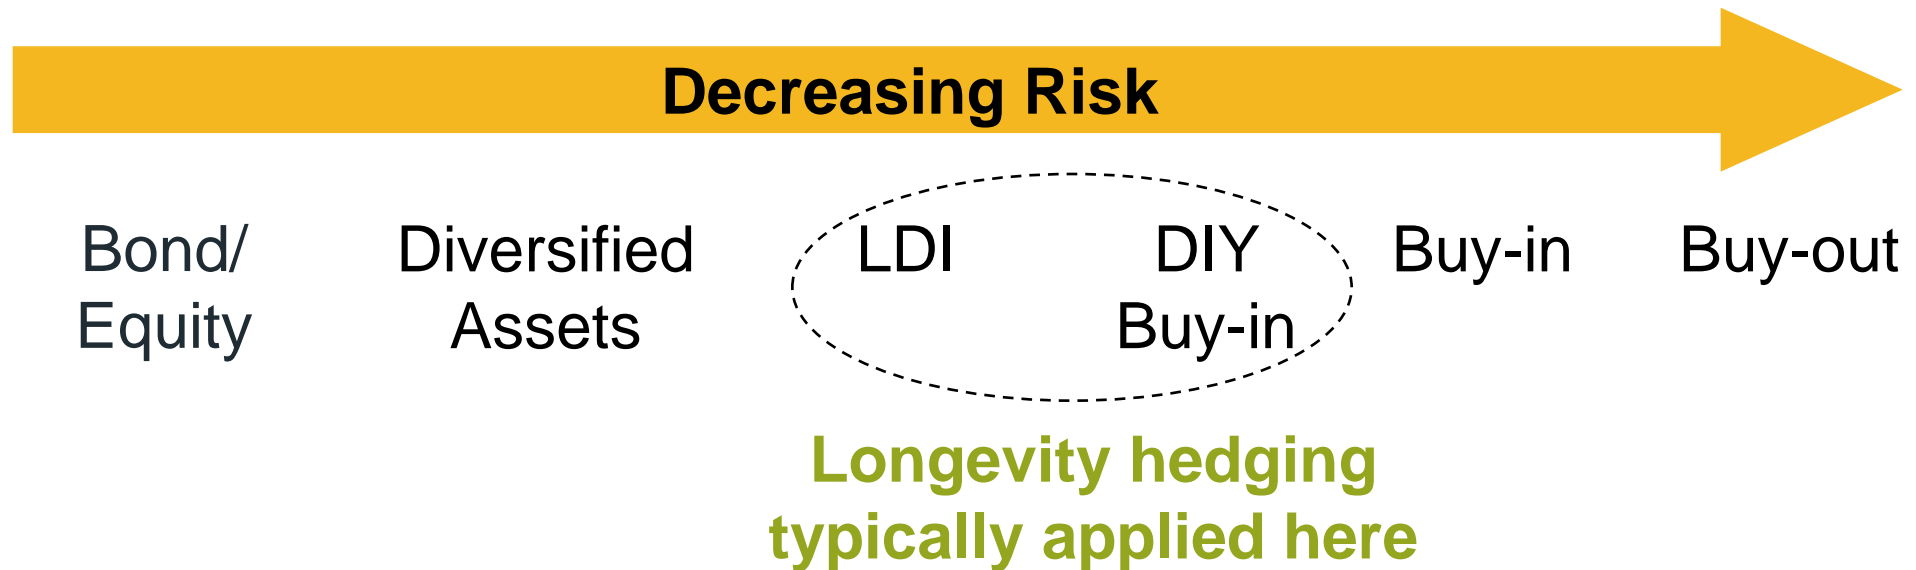 Decreasing Risk
Bond/
Equity
Diversified
Assets
LDI
DIY
Buy-in
Buy-in
Buy-out
Longevity hedging
typically applied here